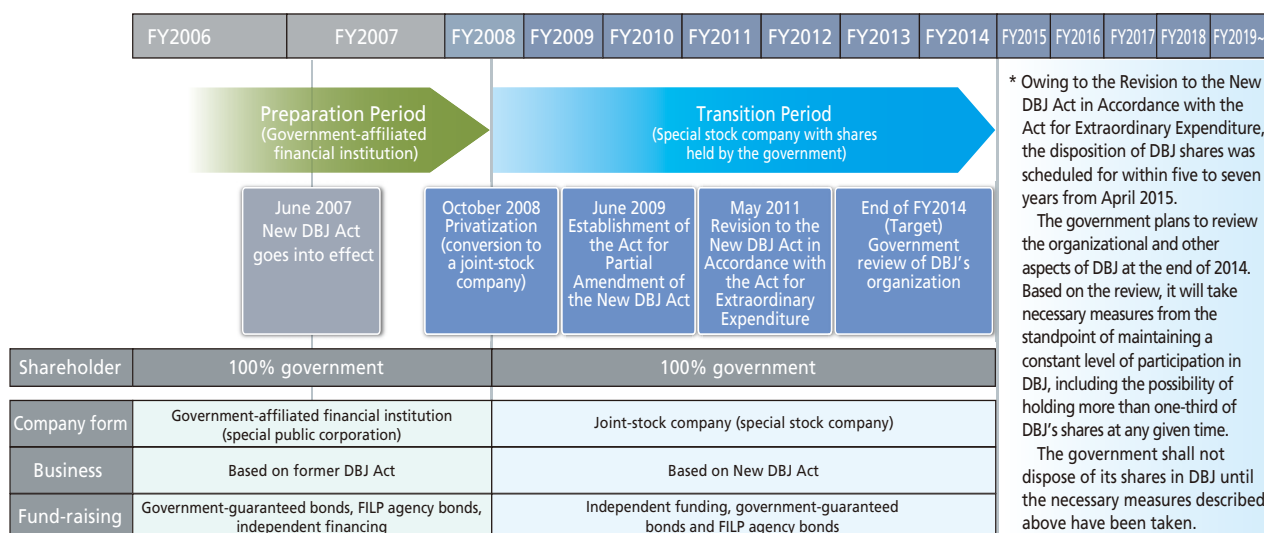 FY2006 FY2007 FY2008 FY2009 FY2010 FY2011 FY2012 FY2013 FY2014 FY2015 FY2016 FY2017 FY2018 FY2019~
Preparation Period
(Government-affiliated
financial institution)
Transition Period
(Special stock company with shares
held by the government)
June 2007
New DBJ Act
goes into effect
October 2008
Privatization
(conversion to
a joint-stock
company)
June 2009
Establishment of
the Act for
Partial
Amendment of
the New DBJ Act
May 2011
Revision to the
New DBJ Act in
Accordance with
the Act for
Extraordinary
Expenditure
End of FY2014
(Target)
Government
review of DBJ's
organization
* Owing to the Revision to the New
DBJ Act in Accordance with the
Act for Extraordinary Expenditure,
the disposition of DBJ shares was
scheduled for within five to seven
years from April 2015.
The government plans to review
the organizational and other
aspects of DBJ at the end of 2014.
Based on the review, it will take
necessary measures from the
standpoint of maintaining a
constant level of participation in
DBJ, including the possibility of
holding more than one-third of
DBJ's shares at any given time.
The government shall not
dispose of its shares in DBJ until
the necessary measures described
above have been taken.
Shareholder 100% government 100% government
Company form
Government-affiliated financial institution
(special public corporation)
Joint-stock company (special stock company)
Business Based on former DBJ Act Based on New DBJ Act
Fund-raising
Government-guaranteed bonds, FILP agency bonds,
independent financing
Independent funding, government-guaranteed
bonds and FILP agency bonds